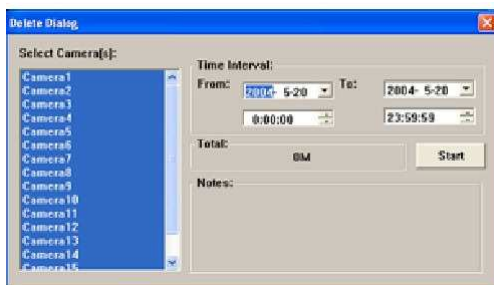 Delete Dialog
Select Camera[s]:
Camera1
Camera2
Camera3
Camera4
Camera5
Camera6
Camera7
Camera8
Camera9
Camera10
Camera11
Camera12
Camera13
Camera14
Camera15
Time Interval:
From: 2004- 5-20 To: 2004- 5-20
0:00:00 23:59:59
Total:
0M
Start
Notes: